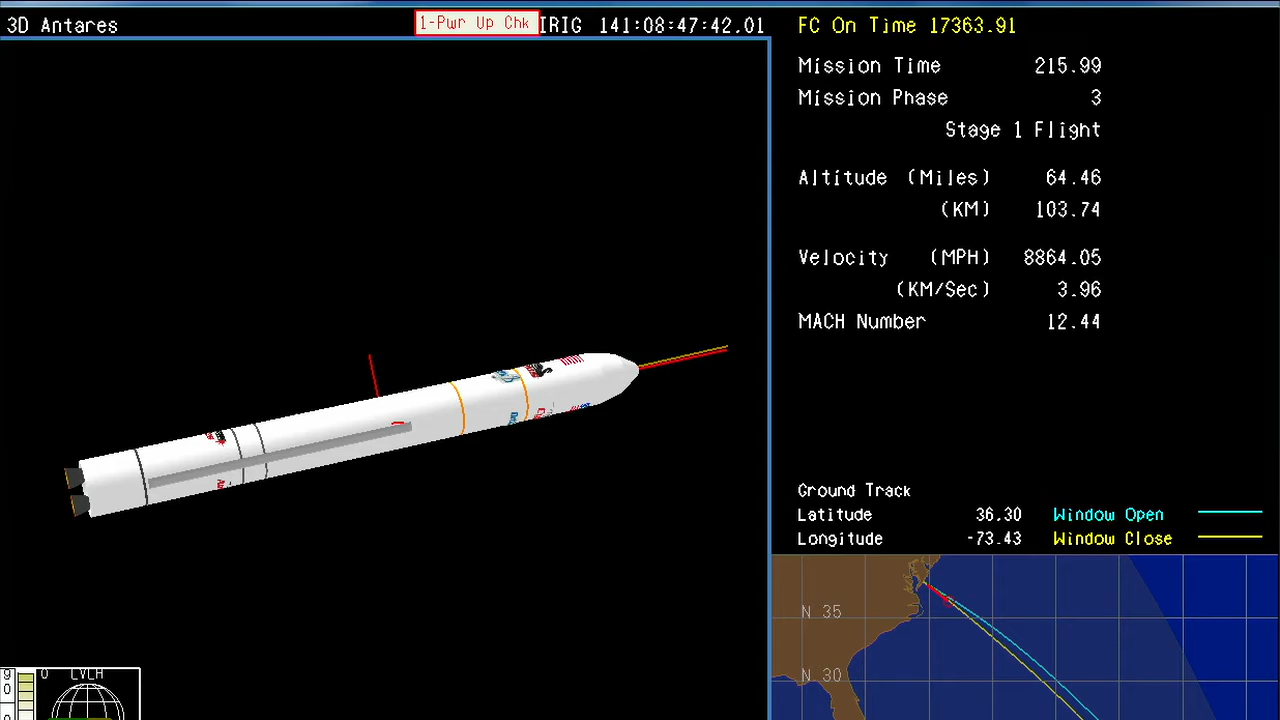 3D Antares
1-Pwr Up Chk
IRIG 141:08:47:42.01
FC On Time 17363.91
Mission Time 215.99
Mission Phase 3
Stage 1 Flight
Altitude (Miles) 64.46
(KM) 103.74
Velocity (MPH) 8864.05
(KM/Sec) 3.96
MACH Number 12.44
Ground Track
Latitude 36.30 Window Open
Longitude -73.43 Window Close
N 35
N 30
9
0
0 LVLH